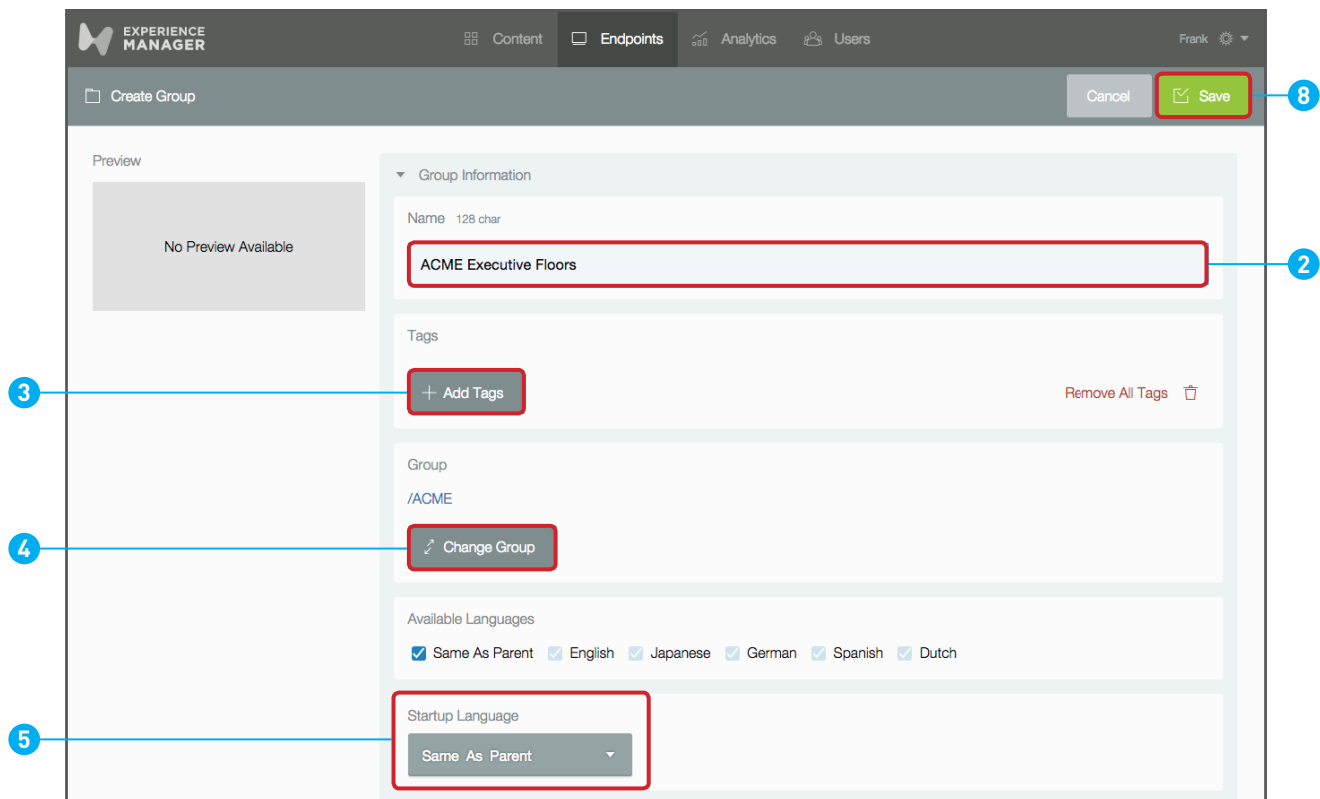 EXPERIENCE
MANAGER
Content
Endpoints
Analytics
Users
Frank
Create Group
Cancel
Save
8
Preview
No Preview Available
Group Information
Name 128 char
ACME Executive Floors
2
Tags
3
Add Tags
Remove All Tags
Group
/ACME
4
Change Group
Available Languages
Same As Parent English Japanese German Spanish Dutch
Startup Language
5
Same As Parent